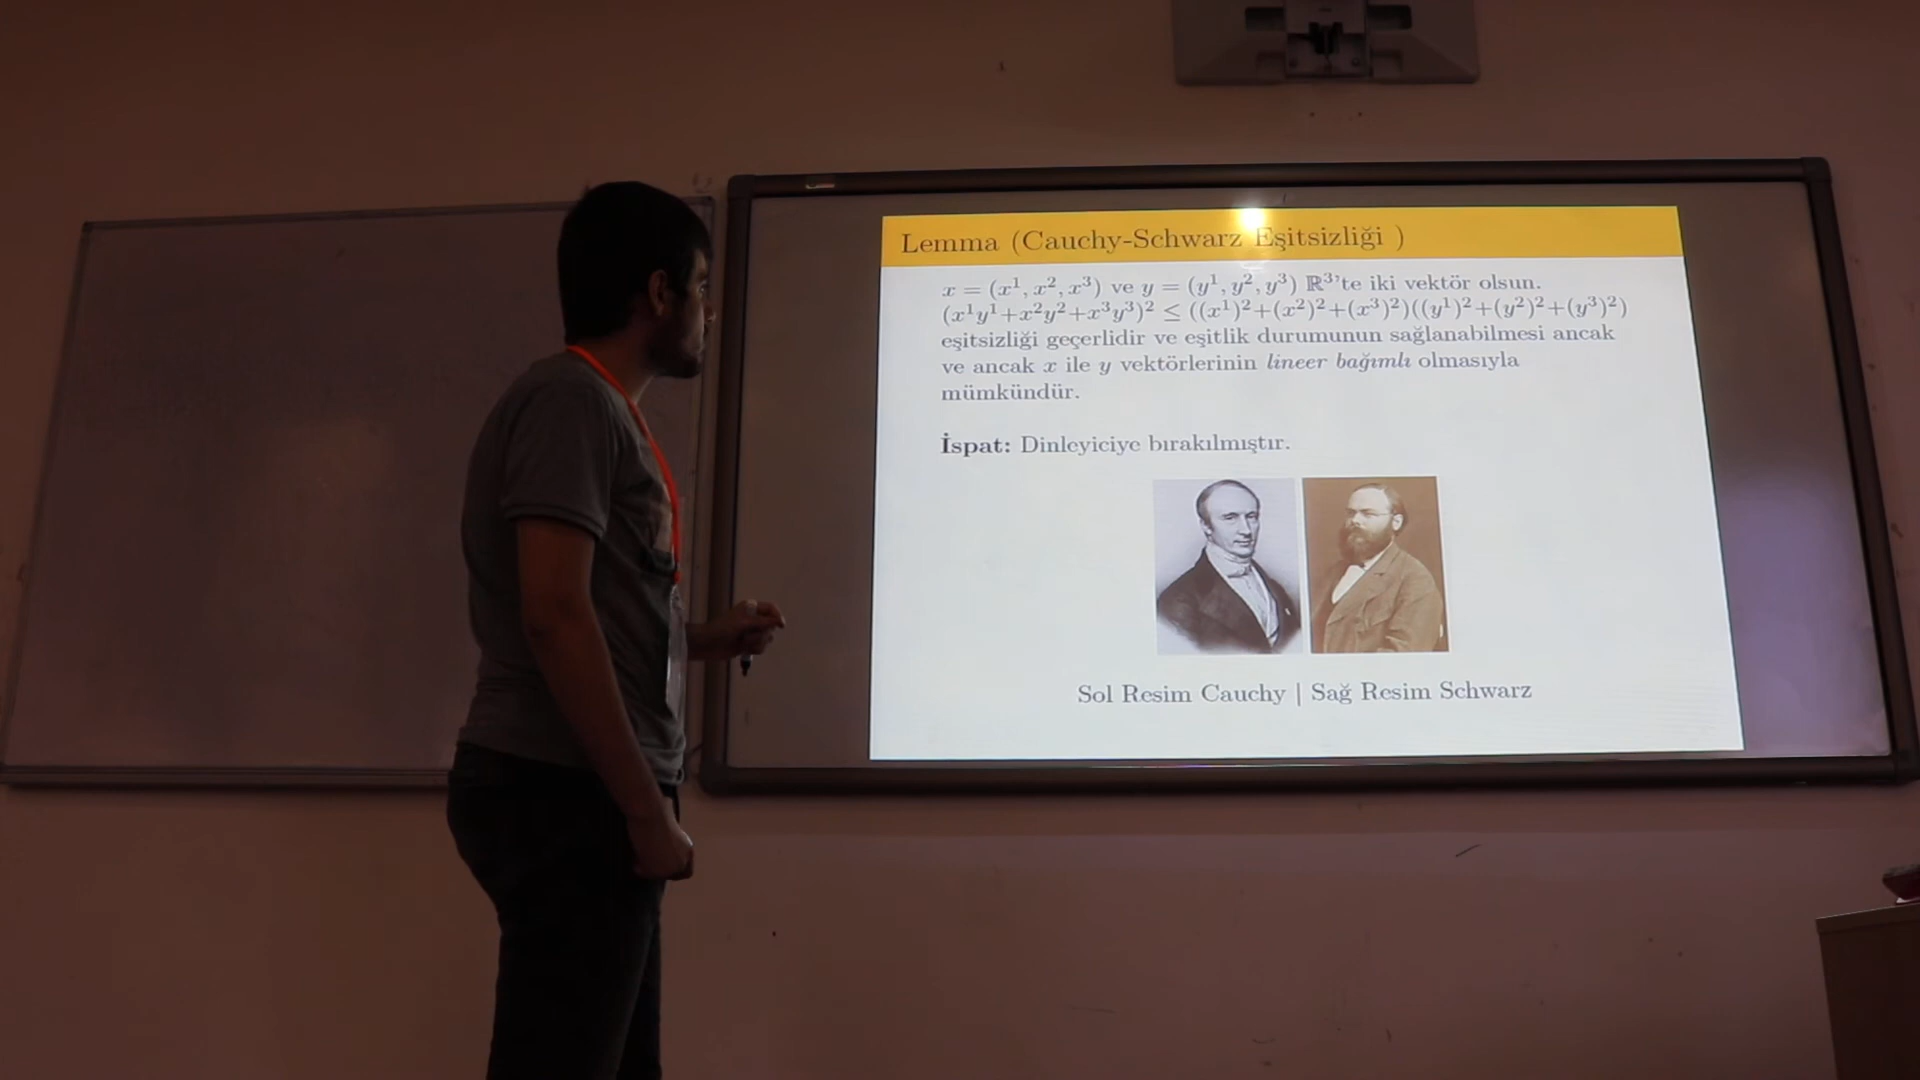 Lemma (Cauchy-Schwarz Eşitsizliği )
x = (x¹, x², x³) ve y = (y¹, y², y³) ℝ³'te iki vektör olsun.
(x¹y¹+x²y²+x³y³)² ≤ ((x¹)²+(x²)²+(x³)²)((y¹)²+(y²)²+(y³)²)
eşitsizliği geçerlidir ve eşitlik durumunun sağlanabilmesi ancak
ve ancak x ile y vektörlerinin lineer bağımlı olmasıyla
mümkündür.
İspat: Dinleyiciye bırakılmıştır.
Sol Resim Cauchy | Sağ Resim Schwarz